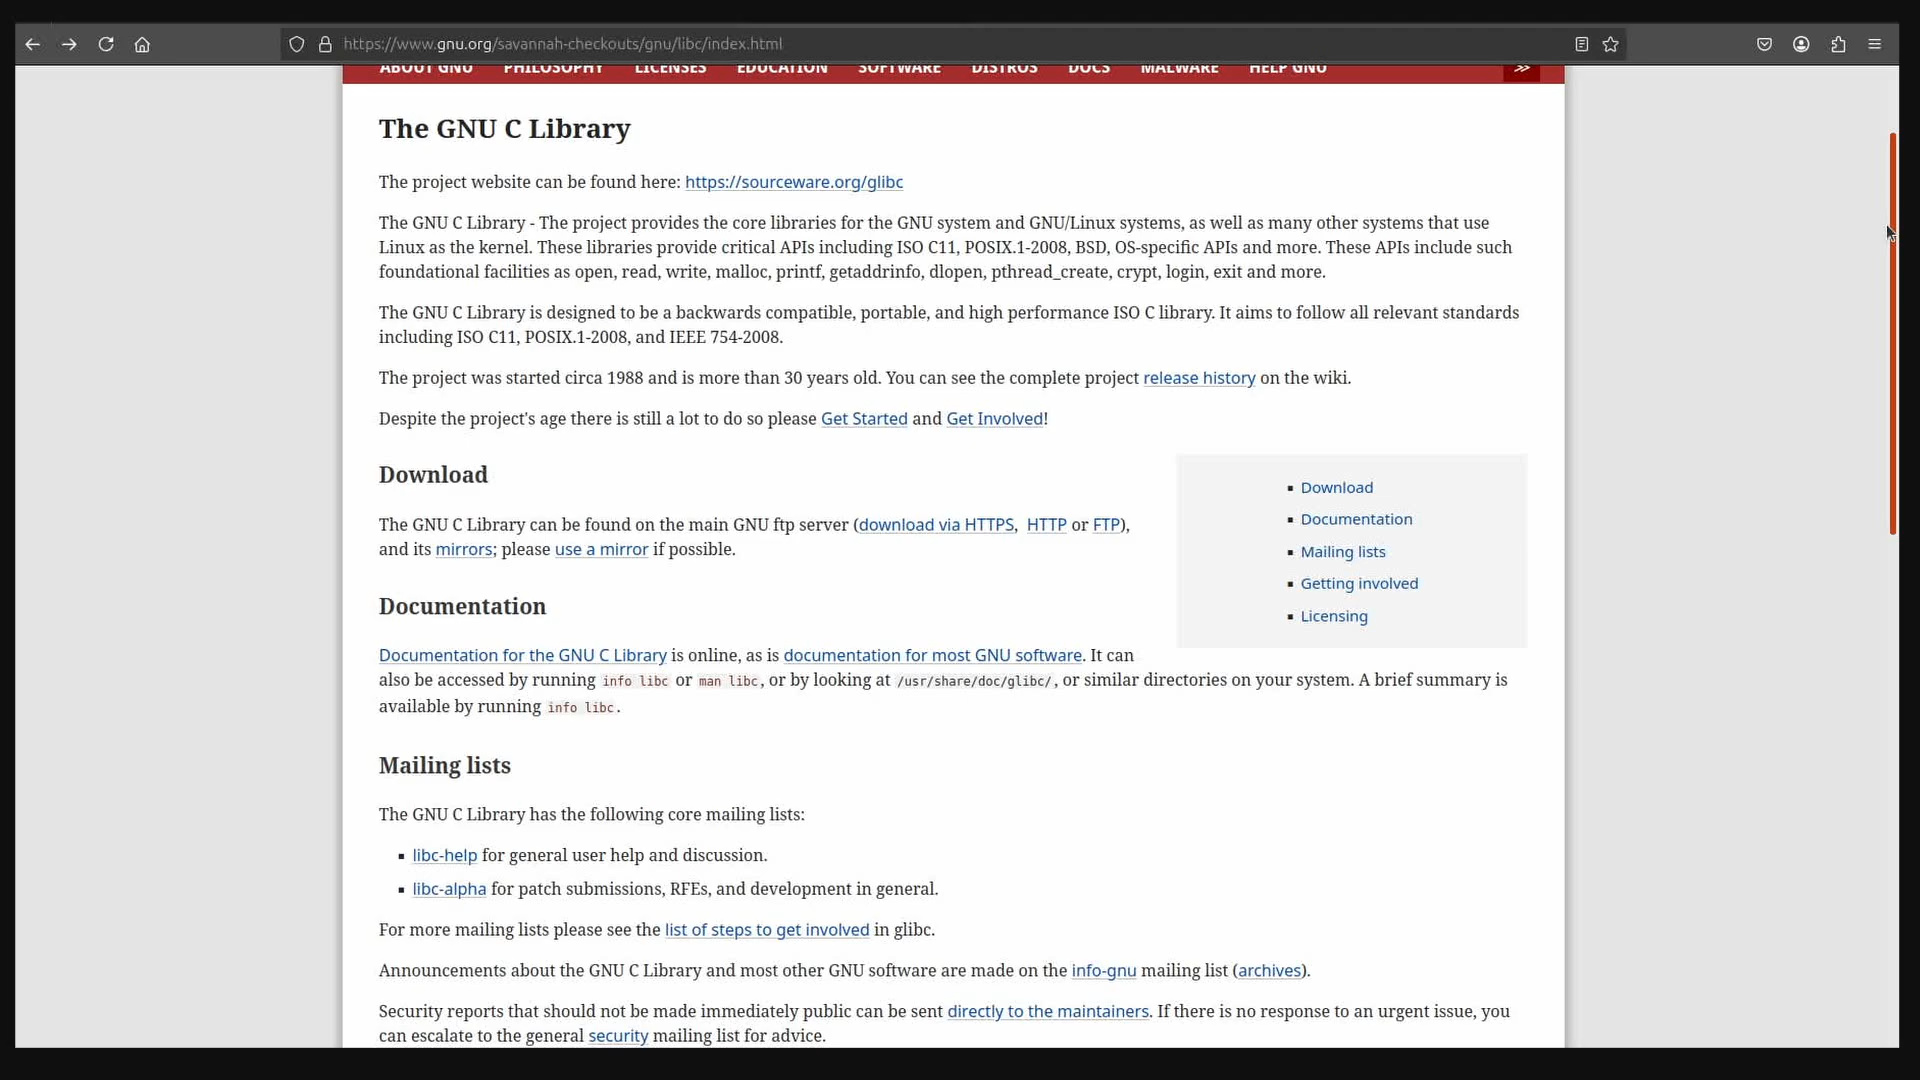 https://www.gnu.org/savannah-checkouts/gnu/libc/index.html
ABOUT GNU PHILOSOPHY LICENSES EDUCATION SOFTWARE DISTROS DOCS MALWARE HELP GNU
The GNU C Library
The project website can be found here: https://sourceware.org/glibc
The GNU C Library - The project provides the core libraries for the GNU system and GNU/Linux systems, as well as many other systems that use
Linux as the kernel. These libraries provide critical APIs including ISO C11, POSIX.1-2008, BSD, OS-specific APIs and more. These APIs include such
foundational facilities as open, read, write, malloc, printf, getaddrinfo, dlopen, pthread_create, crypt, login, exit and more.
The GNU C Library is designed to be a backwards compatible, portable, and high performance ISO C library. It aims to follow all relevant standards
including ISO C11, POSIX.1-2008, and IEEE 754-2008.
The project was started circa 1988 and is more than 30 years old. You can see the complete project release history on the wiki.
Despite the project's age there is still a lot to do so please Get Started and Get Involved!
Download
The GNU C Library can be found on the main GNU ftp server (download via HTTPS, HTTP or FTP),
and its mirrors; please use a mirror if possible.
Download
Documentation
Mailing lists
Getting involved
Licensing
Documentation
Documentation for the GNU C Library is online, as is documentation for most GNU software. It can
also be accessed by running info libc or man libc, or by looking at /usr/share/doc/glibc/, or similar directories on your system. A brief summary is
available by running info libc.
Mailing lists
The GNU C Library has the following core mailing lists:
libc-help for general user help and discussion.
libc-alpha for patch submissions, RFEs, and development in general.
For more mailing lists please see the list of steps to get involved in glibc.
Announcements about the GNU C Library and most other GNU software are made on the info-gnu mailing list (archives).
Security reports that should not be made immediately public can be sent directly to the maintainers. If there is no response to an urgent issue, you
can escalate to the general security mailing list for advice.